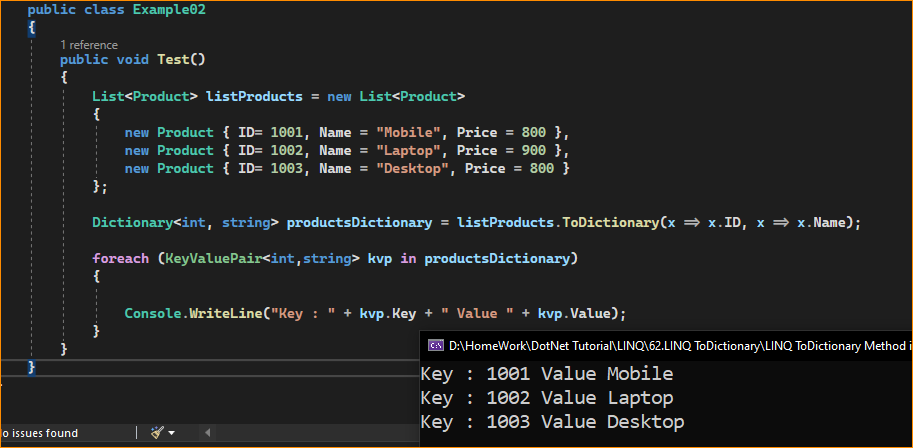 public class Example02
{
1 reference
public void Test()
{
List<Product> listProducts = new List<Product>
{
new Product { ID= 1001, Name = "Mobile", Price = 800 },
new Product { ID= 1002, Name = "Laptop", Price = 900 },
new Product { ID= 1003, Name = "Desktop", Price = 800 }
};
Dictionary<int, string> productsDictionary = listProducts.ToDictionary(x => x.ID, x => x.Name);
foreach (KeyValuePair<int,string> kvp in productsDictionary)
{
Console.WriteLine("Key : " + kvp.Key + " Value " + kvp.Value);
}
}
}
D:\HomeWork\DotNet Tutorial\LINQ\62.LINQ ToDictionary\LINQ ToDictionary Method i
Key : 1001 Value Mobile
Key : 1002 Value Laptop
Key : 1003 Value Desktop
o issues found